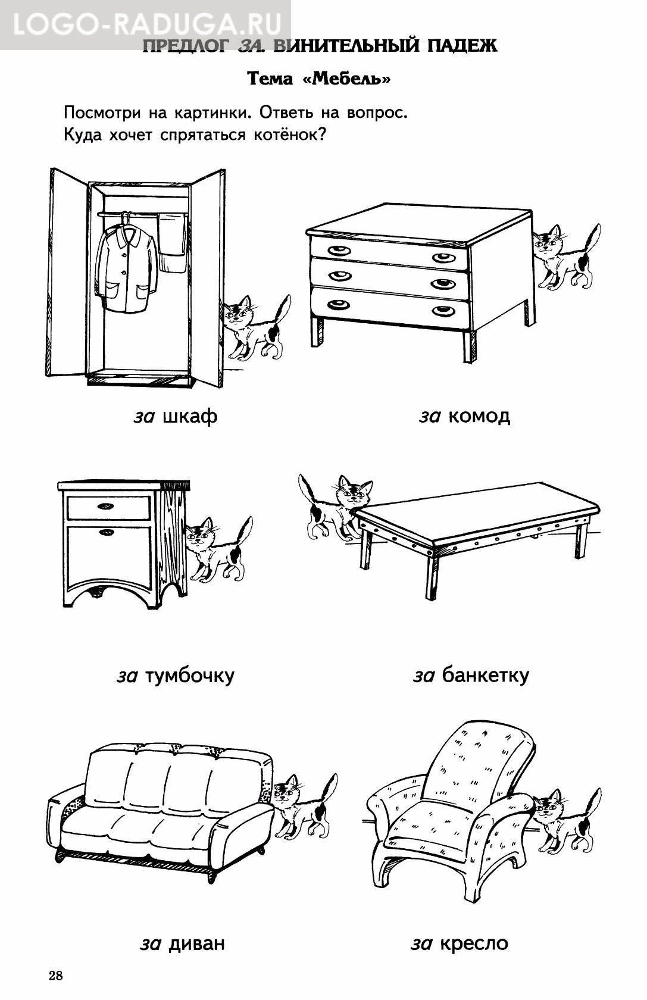 LOGO-RADUGA.RU
ПРЕДЛОГ ЗА. ВИНИТЕЛЬНЫЙ ПАДЕЖ
Тема «Мебель»
Посмотри на картинки. Ответь на вопрос.
Куда хочет спрятаться котёнок?
за шкаф
за комод
за тумбочку
за банкетку
за диван
за кресло
28